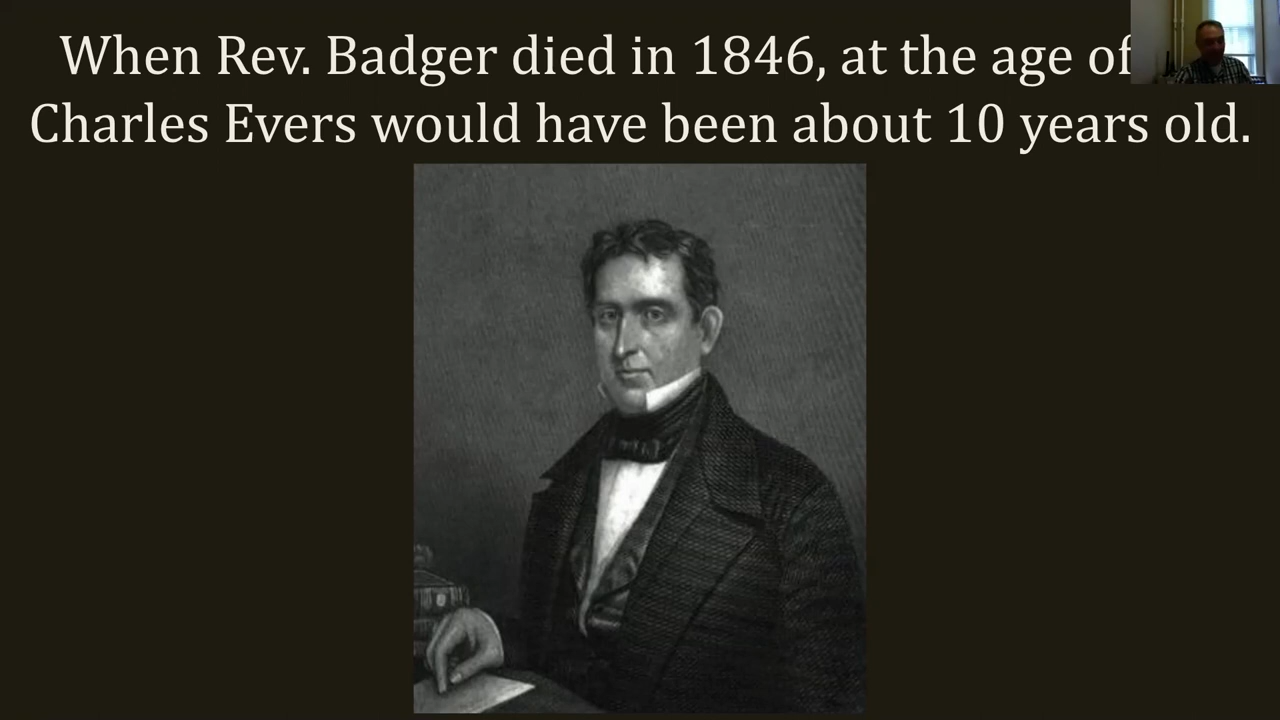 When Rev. Badger died in 1846, at the age of
Charles Evers would have been about 10 years old.